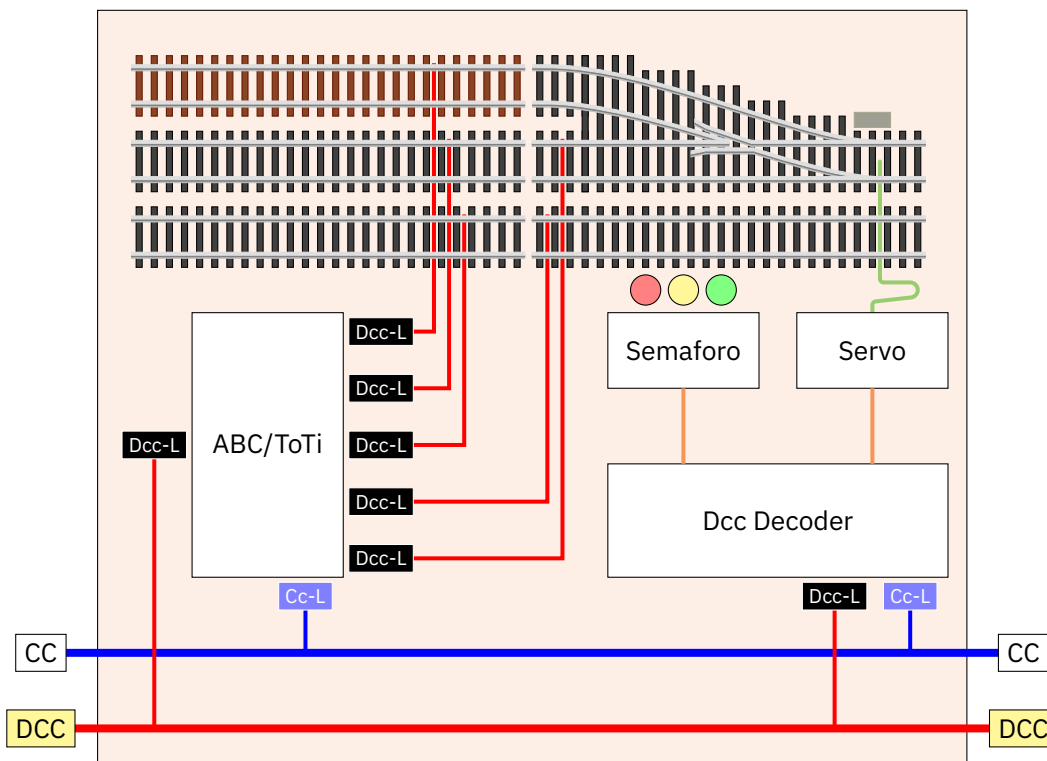 Dcc-L
Semaforo
Servo
Dcc-L
Dcc-L
ABC/ToTi
Dcc-L
Dcc-L
Dcc Decoder
Dcc-L
Cc-L
Dcc-L
Cc-L
CC
CC
DCC
DCC